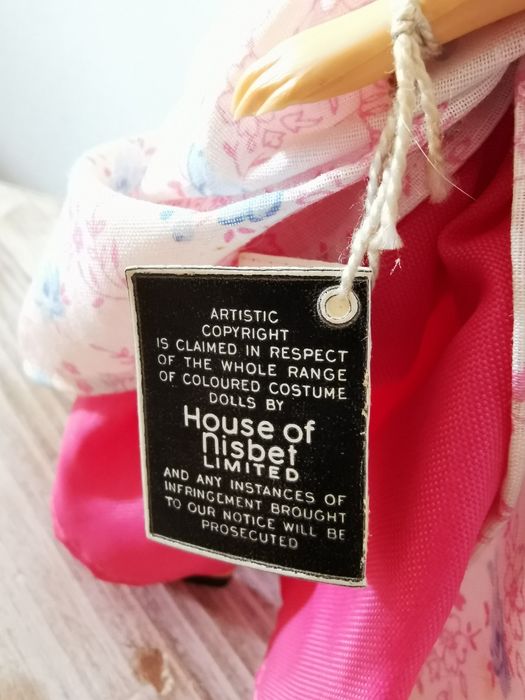 ARTISTIC
COPYRIGHT
IS CLAIMED IN RESPECT
OF THE WHOLE RANGE
OF COLOURED COSTUME
DOLLS BY
House of
Nisbet
LIMITED
AND ANY INSTANCES OF
INFRINGEMENT BROUGHT
TO OUR NOTICE WILL BE
PROSECUTED